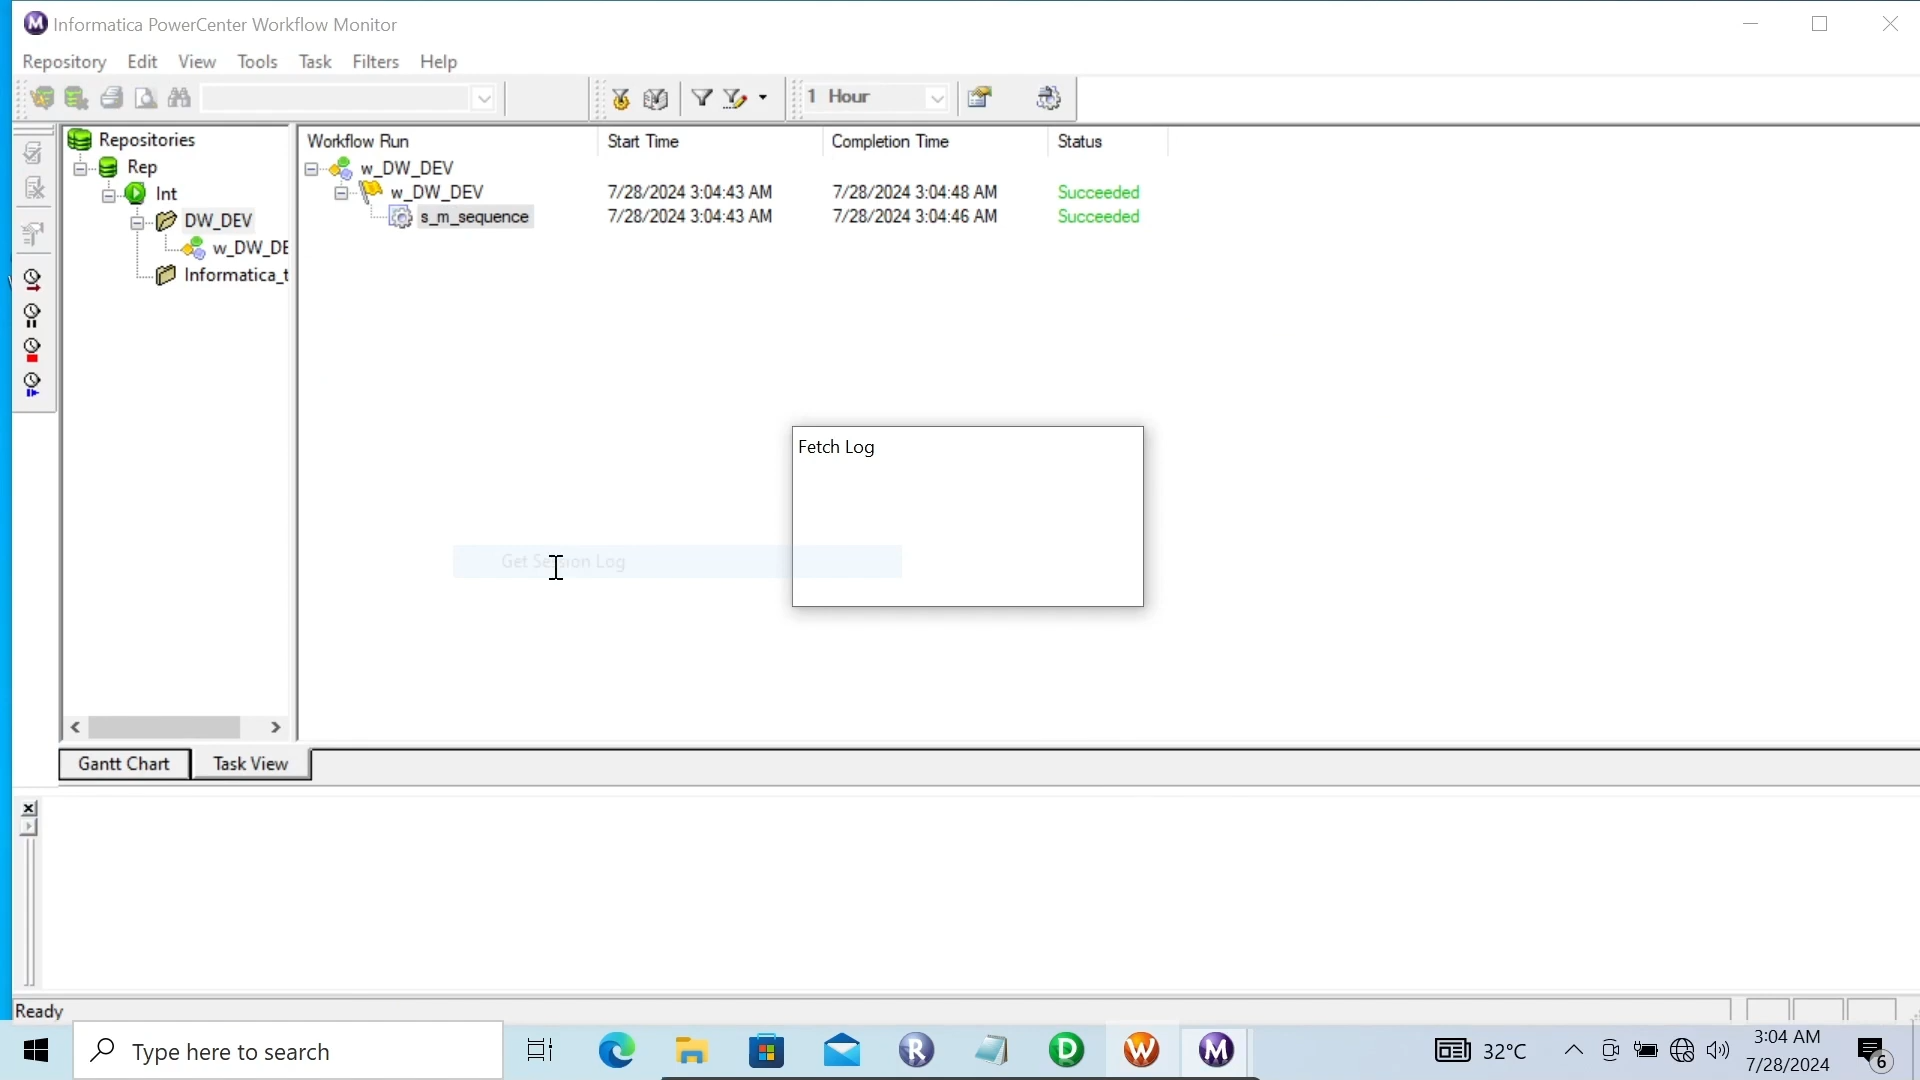 Informatica PowerCenter Workflow Monitor
Repository Edit View Tools Task Filters Help
1 Hour
Repositories
Rep
Int
DW_DEV
w_DW_DE
Informatica_t
Workflow Run Start Time Completion Time Status
w_DW_DEV
w_DW_DEV 7/28/2024 3:04:43 AM 7/28/2024 3:04:48 AM Succeeded
s_m_sequence 7/28/2024 3:04:43 AM 7/28/2024 3:04:46 AM Succeeded
Fetch Log
Get Session Log
Gantt Chart Task View
Ready
Type here to search
32°C
3:04 AM
7/28/2024
6